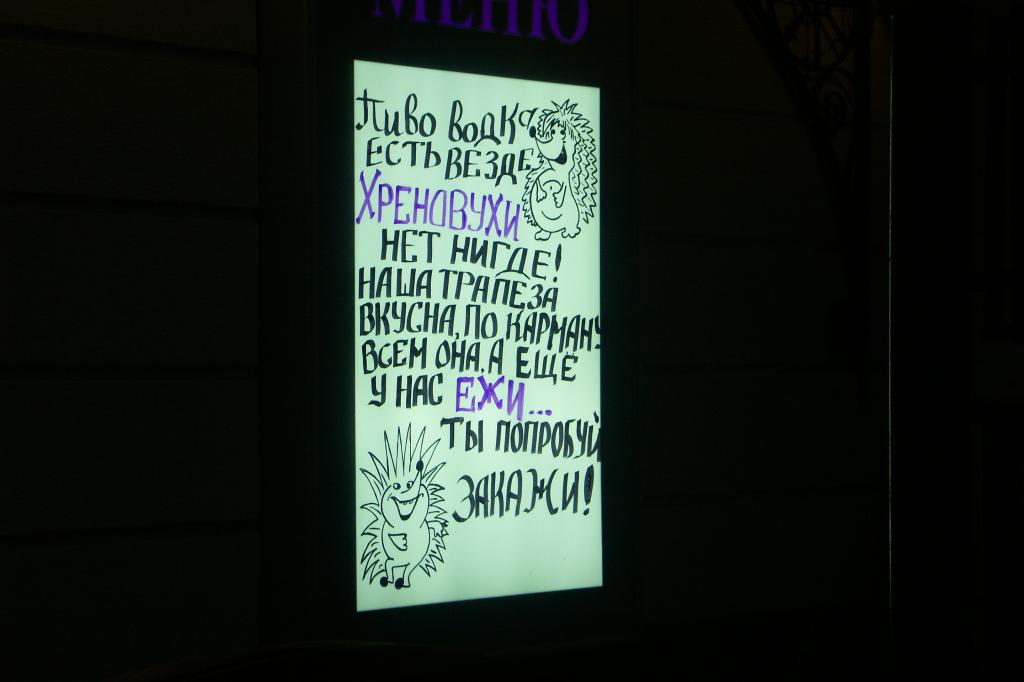 МЕНЮ
Пиво водка
есть везде
ХРЕНОВУХИ
НЕТ НИГДЕ!
НАША ТРАПЕЗА
ВКУСНА, ПО КАРМАНУ
ВСЕМ ОНА, А ЕЩЁ
У НАС ЕЖИ...
ТЫ ПОПРОБУЙ
ЗАКАЖИ!